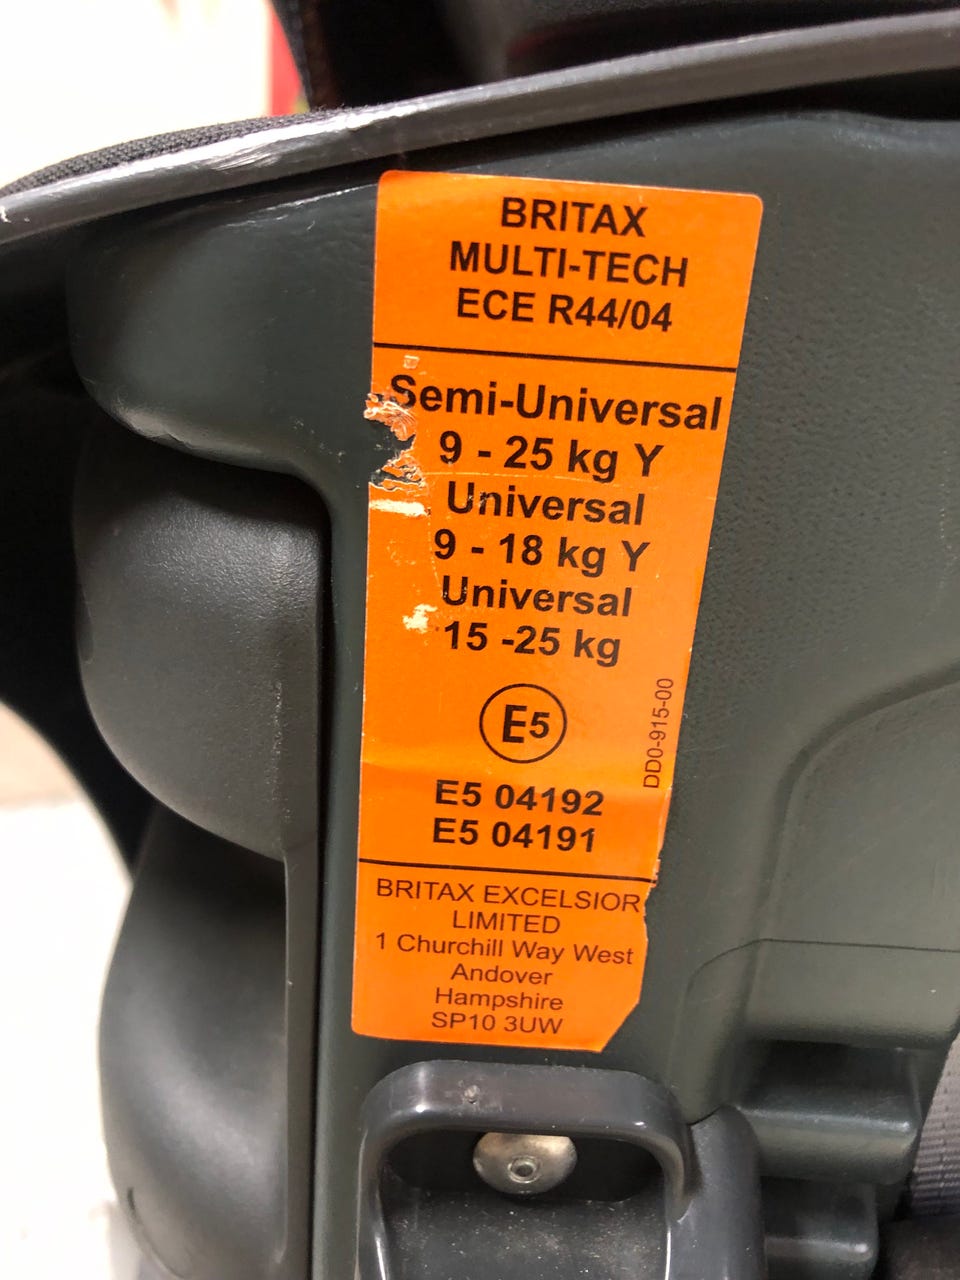 BRITAX
MULTI-TECH
ECE R44/04
Semi-Universal
9 - 25 kg Y
Universal
9 - 18 kg Y
Universal
15 -25 kg
E5
DD0-915-00
E5 04192
E5 04191
BRITAX EXCELSIOR
LIMITED
1 Churchill Way West
Andover
Hampshire
SP10 3UW